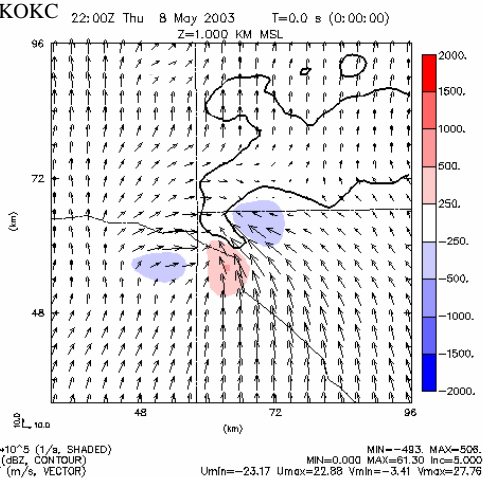 KOKC
22:00Z Thu 8 May 2003 T=0.0 s (0:00:00)
Z=1.000 KM MSL
96
72
48
(km)
48 72 96
(km)
2000.
1500.
1000.
500.
250.
-250.
-500.
-1000.
-1500.
-2000.
10.0
10.0
*10^5 (1/s, SHADED)
(dBZ, CONTOUR)
(m/s, VECTOR)
MIN=-493. MAX=506.
MIN=0.000 MAX=61.30 Inc=5.000
Umin=-23.17 Umax=22.88 Vmin=-3.41 Vmax=27.76